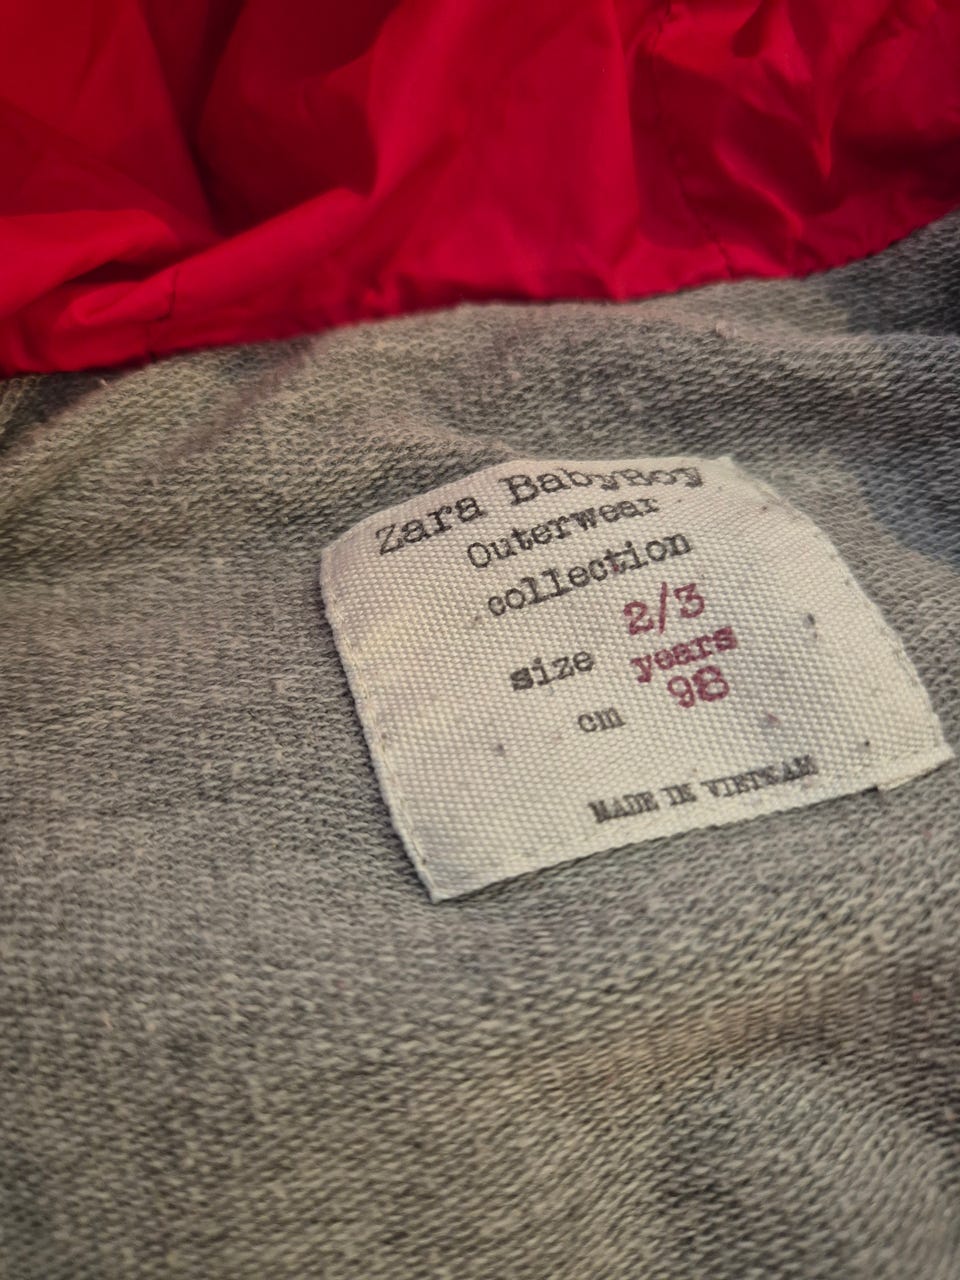 Zara BabyBoy
Outerwear
collection
size 2/3
years
cm 98
MADE IN VIETNAM